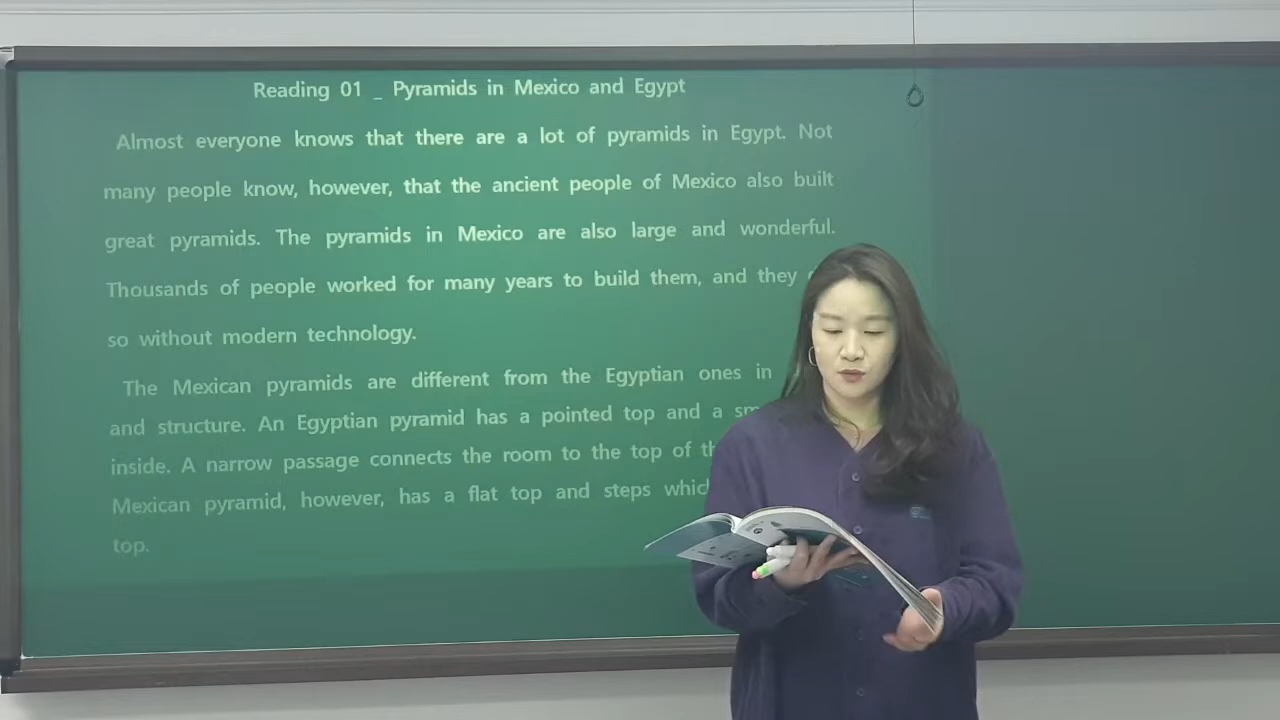 Reading 01 _ Pyramids in Mexico and Egypt
Almost everyone knows that there are a lot of pyramids in Egypt. Not
many people know, however, that the ancient people of Mexico also built
great pyramids. The pyramids in Mexico are also large and wonderful.
Thousands of people worked for many years to build them, and they
so without modern technology.
The Mexican pyramids are different from the Egyptian ones in
and structure. An Egyptian pyramid has a pointed top and a
inside. A narrow passage connects the room to the top of
Mexican pyramid, however, has a flat top and steps
top.